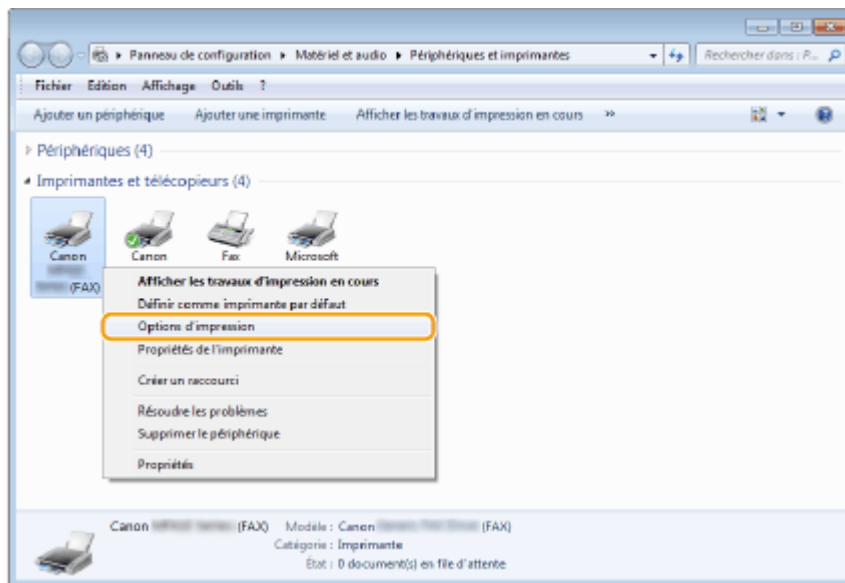 Panneau de configuration ▸ Matériel et audio ▸ Périphériques et imprimantes
Rechercher dans : P...
Fichier Edition Affichage Outils ?
Ajouter un périphérique Ajouter une imprimante Afficher les travaux d'impression en cours »
Périphériques (4)
Imprimantes et télécopieurs (4)
Canon Canon Fax Microsoft
(FAX)
Afficher les travaux d'impression en cours
Définir comme imprimante par défaut
Options d'impression
Propriétés de l'imprimante
Créer un raccourci
Résoudre les problèmes
Supprimer le périphérique
Propriétés
Canon (FAX) Modèle : Canon (FAX)
Catégorie : Imprimante
État : 0 document(s) en file d'attente